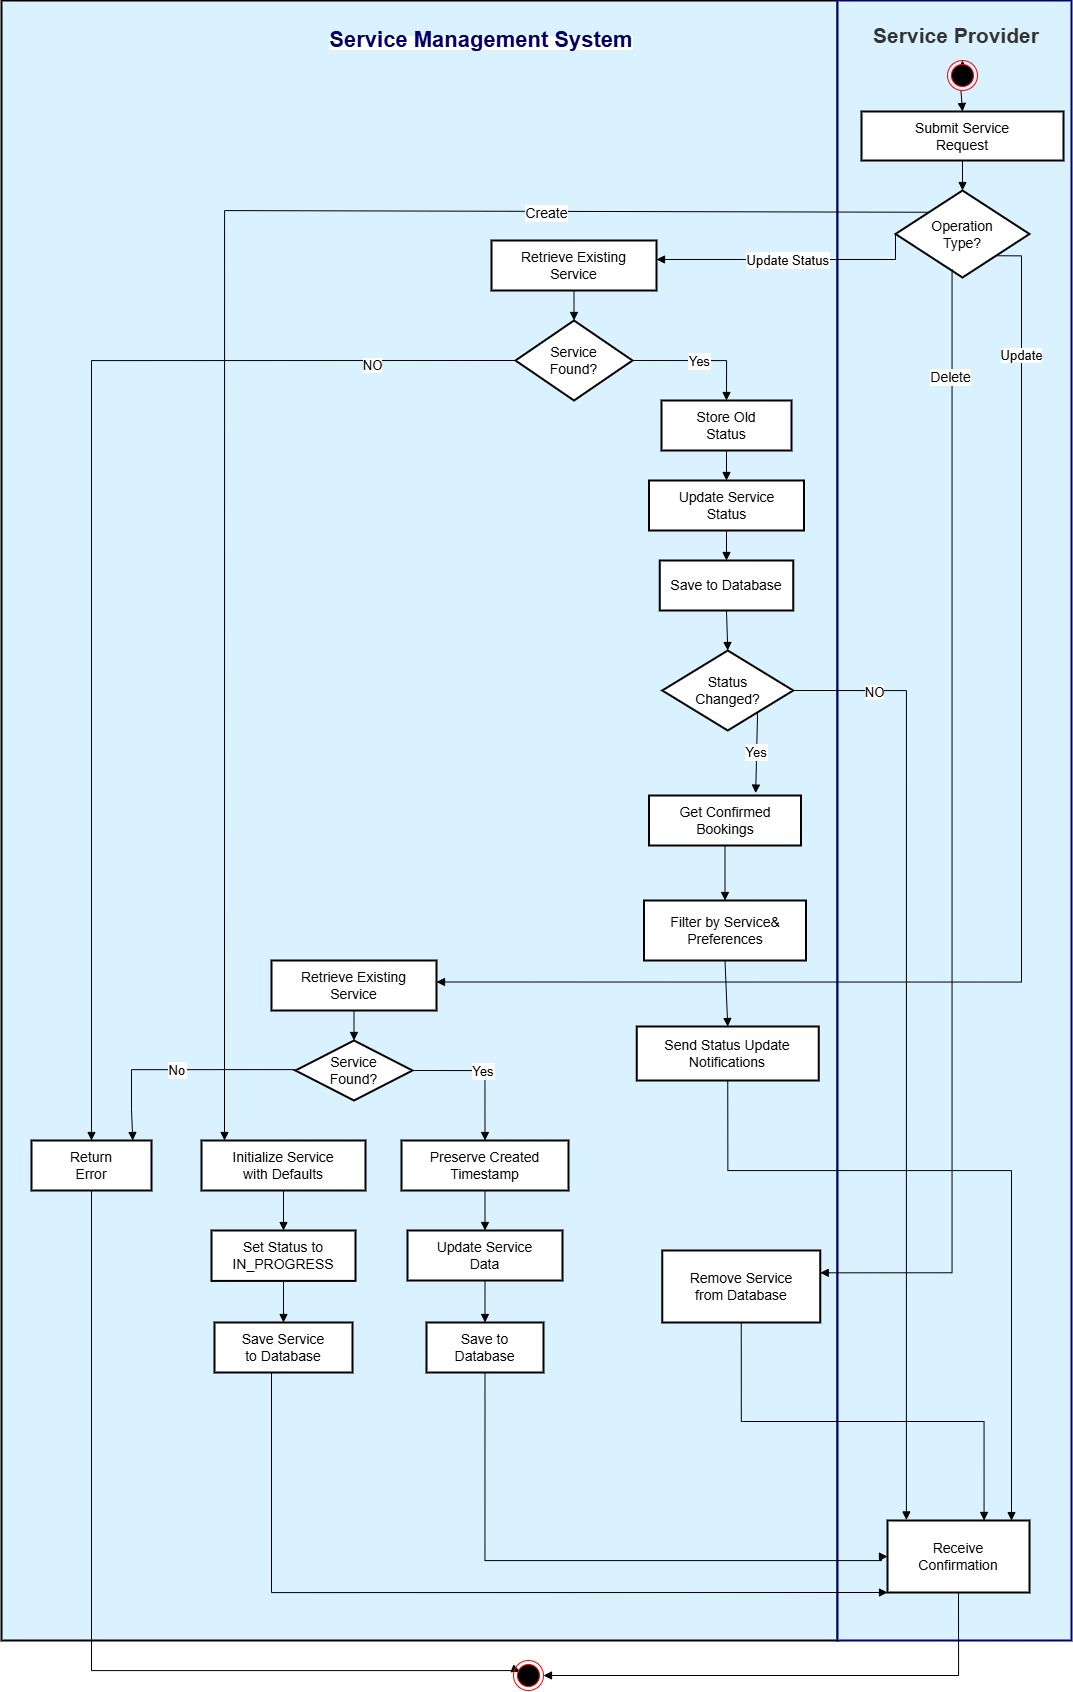 Service Management System
Service Provider
Submit Service
Request
Operation
Type?
Create
Update Status
Update
Delete
Retrieve Existing
Service
Service
Found?
NO
Yes
Store Old
Status
Update Service
Status
Save to Database
Status
Changed?
NO
Yes
Get Confirmed
Bookings
Filter by Service&
Preferences
Send Status Update
Notifications
Retrieve Existing
Service
Service
Found?
No
Yes
Return
Error
Initialize Service
with Defaults
Preserve Created
Timestamp
Set Status to
IN_PROGRESS
Update Service
Data
Remove Service
from Database
Save Service
to Database
Save to
Database
Receive
Confirmation